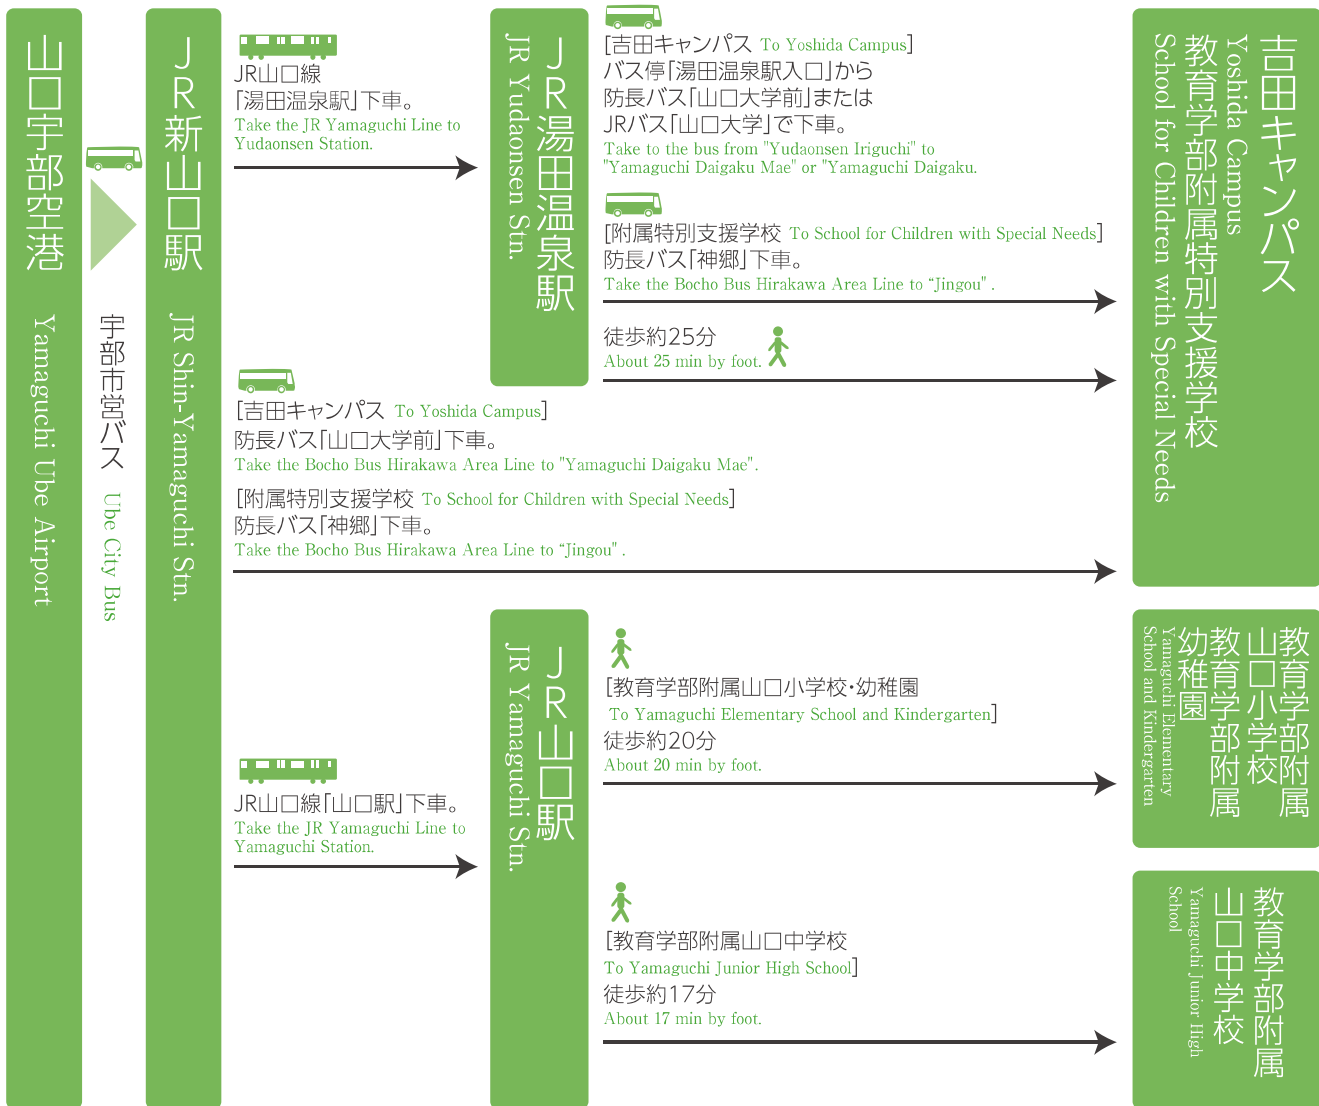 山口宇部空港
Yamaguchi Ube Airport
宇部市営バス Ube City Bus
JR新山口駅
JR Shin-Yamaguchi Stn.
JR山口線
「湯田温泉駅」下車。
Take the JR Yamaguchi Line to
Yudaonsen Station.
JR湯田温泉駅
JR Yudaonsen Stn.
[吉田キャンパス To Yoshida Campus]
バス停「湯田温泉駅入口」から
防長バス「山口大学前」または
JRバス「山口大学」で下車。
Take to the bus from "Yudaonsen Iriguchi" to
"Yamaguchi Daigaku Mae" or "Yamaguchi Daigaku.
[附属特別支援学校 To School for Children with Special Needs]
防長バス「神郷」下車。
Take the Bocho Bus Hirakawa Area Line to “Jingou" .
徒歩約25分
About 25 min by foot.
[吉田キャンパス To Yoshida Campus]
防長バス「山口大学前」下車。
Take the Bocho Bus Hirakawa Area Line to "Yamaguchi Daigaku Mae" .
[附属特別支援学校 To School for Children with Special Needs]
防長バス「神郷」下車。
Take the Bocho Bus Hirakawa Area Line to “Jingou" .
吉田キャンパス
Yoshida Campus
教育学部附属特別支援学校
School for Children with Special Needs
JR山口線「山口駅」下車。
Take the JR Yamaguchi Line to
Yamaguchi Station.
JR山口駅
JR Yamaguchi Stn.
[教育学部附属山口小学校・幼稚園
To Yamaguchi Elementary School and Kindergarten]
徒歩約20分
About 20 min by foot.
教育学部附属
山口小学校
教育学部附属
幼稚園
Yamaguchi Elementary
School and Kindergarten
[教育学部附属山口中学校
To Yamaguchi Junior High School]
徒歩約17分
About 17 min by foot.
教育学部附属
山口中学校
Yamaguchi Junior High
School